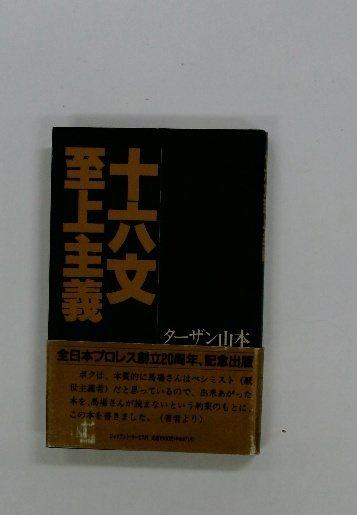 十六文
至上主義
ターザン山本
全日本プロレス創立20周年、記念出版
ボクは、本質的に馬場さんはペシミスト（厭
世主義者）だと思っているので、出来あがった
本を、馬場さんが読まないという約束のもとに、
この本を書きました。（著者より）